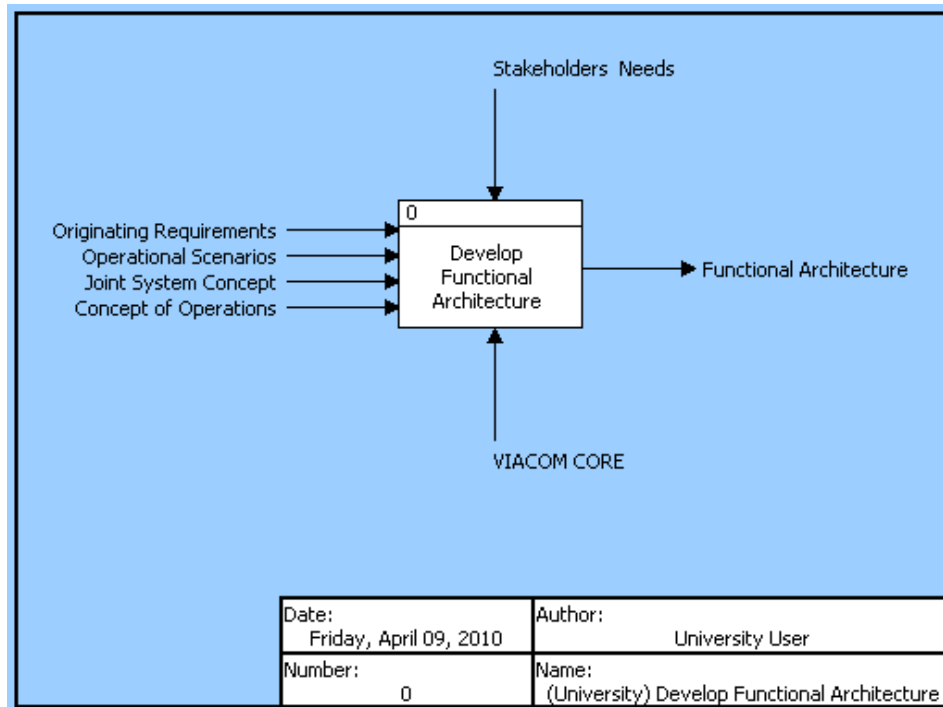 Stakeholders Needs
0
Originating Requirements
Operational Scenarios
Joint System Concept
Concept of Operations
Develop
Functional
Architecture
Functional Architecture
VIACOM CORE
Date:
Friday, April 09, 2010
Author:
University User
Number:
0
Name:
(University) Develop Functional Architecture